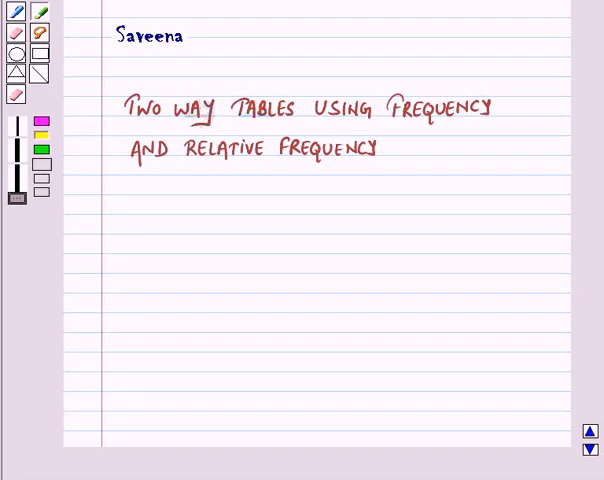 Saveena
TWO WAY TABLES USING FREQUENCY
AND RELATIVE FREQUENCY